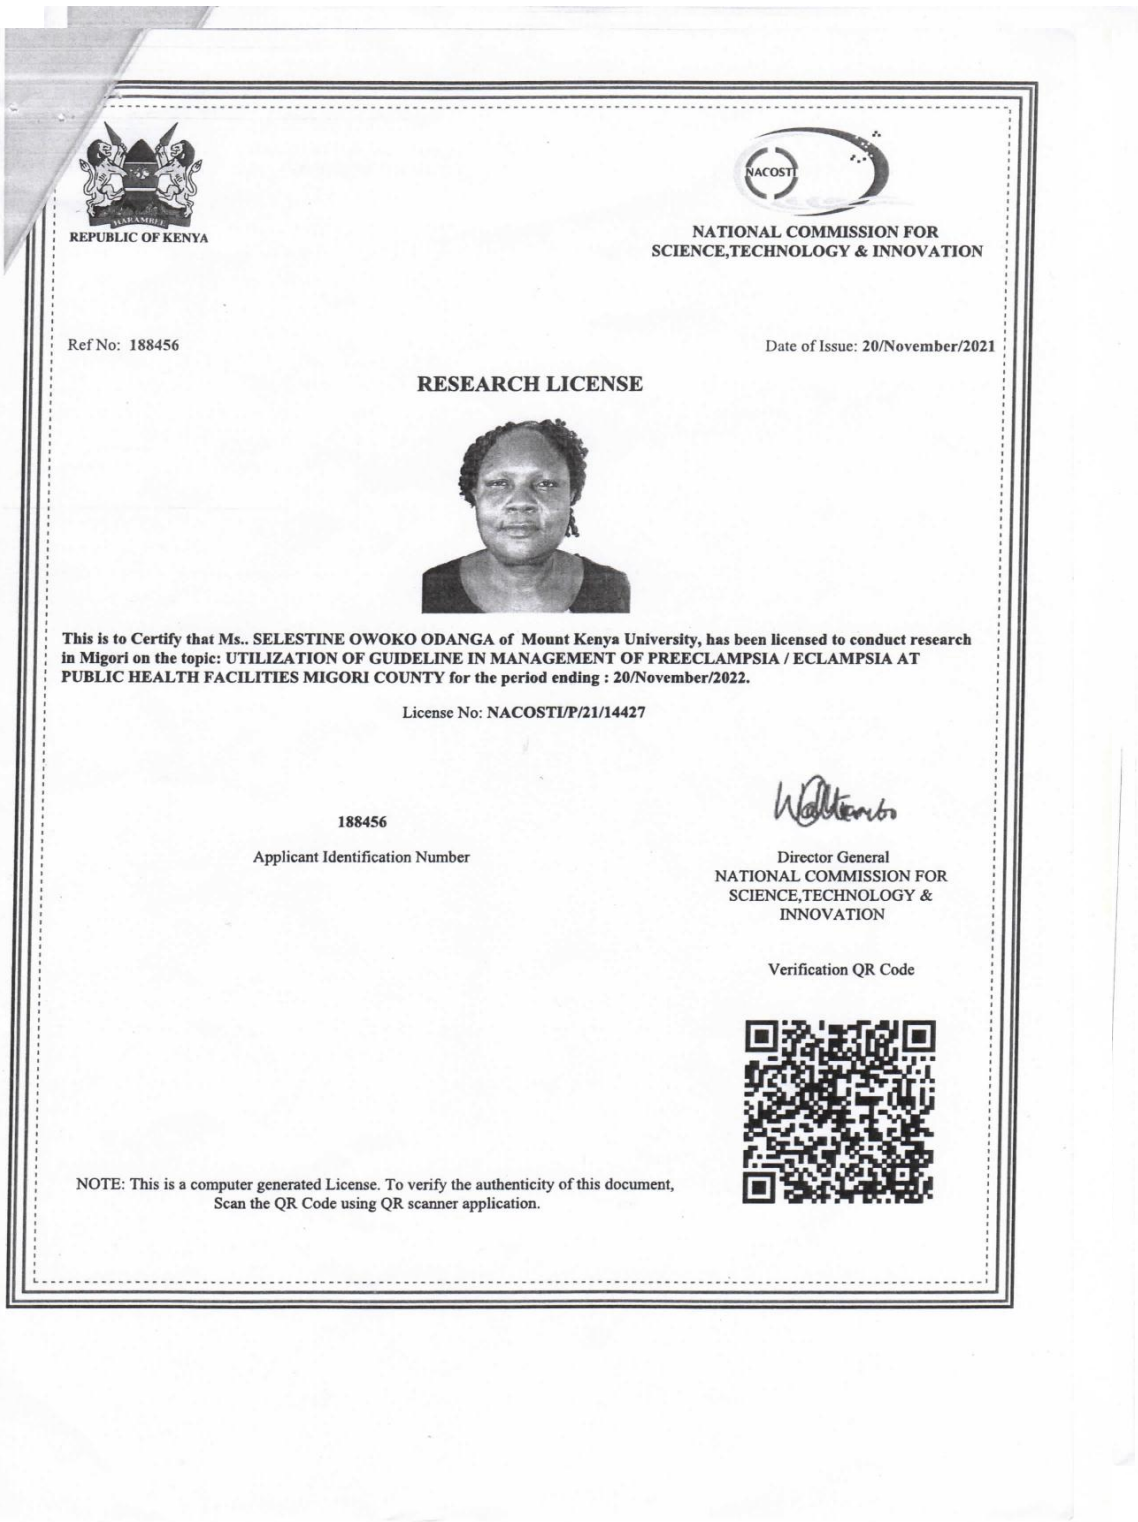 HARAMBEE
REPUBLIC OF KENYA
NACOSTI
NATIONAL COMMISSION FOR
SCIENCE,TECHNOLOGY & INNOVATION
Ref No: 188456
Date of Issue: 20/November/2021
RESEARCH LICENSE
This is to Certify that Ms.. SELESTINE OWOKO ODANGA of Mount Kenya University, has been licensed to conduct research
in Migori on the topic: UTILIZATION OF GUIDELINE IN MANAGEMENT OF PREECLAMPSIA / ECLAMPSIA AT
PUBLIC HEALTH FACILITIES MIGORI COUNTY for the period ending : 20/November/2022.
License No: NACOSTI/P/21/14427
188456
Applicant Identification Number
Director General
NATIONAL COMMISSION FOR
SCIENCE,TECHNOLOGY &
INNOVATION
Verification QR Code
NOTE: This is a computer generated License. To verify the authenticity of this document,
Scan the QR Code using QR scanner application.